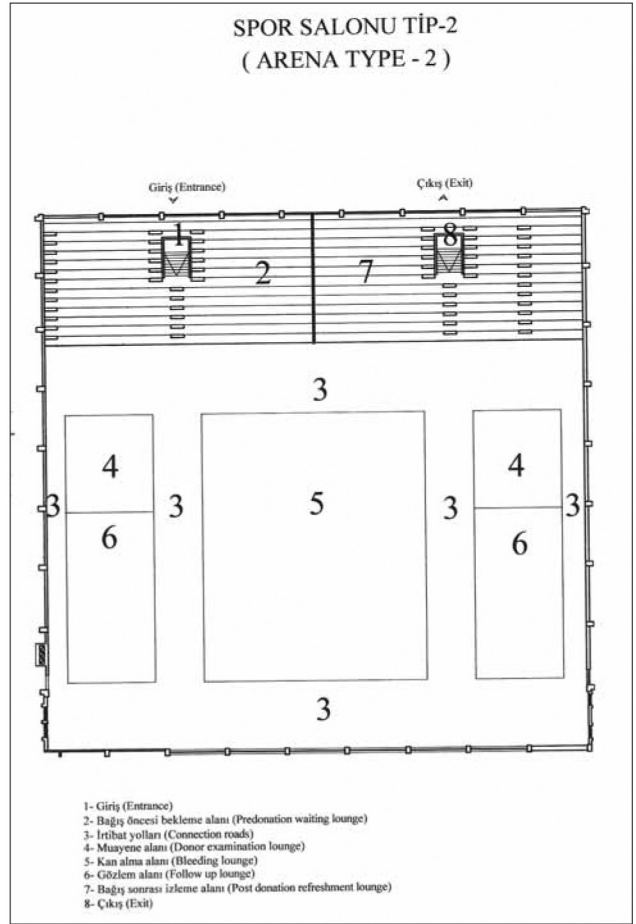 SPOR SALONU TİP-2
( ARENA TYPE - 2 )
Giriş (Entrance)
Çıkış (Exit)
1
8
2
7
3
4
4
3
3
5
3
3
6
6
3
1- Giriş (Entrance)
2- Bağış öncesi bekleme alanı (Predonation waiting lounge)
3- İrtibat yolları (Connection roads)
4- Muayene alanı (Donor examination lounge)
5- Kan alma alanı (Bleeding lounge)
6- Gözlem alanı (Follow up lounge)
7- Bağış sonrası izleme alanı (Post donation refreshment lounge)
8- Çıkış (Exit)